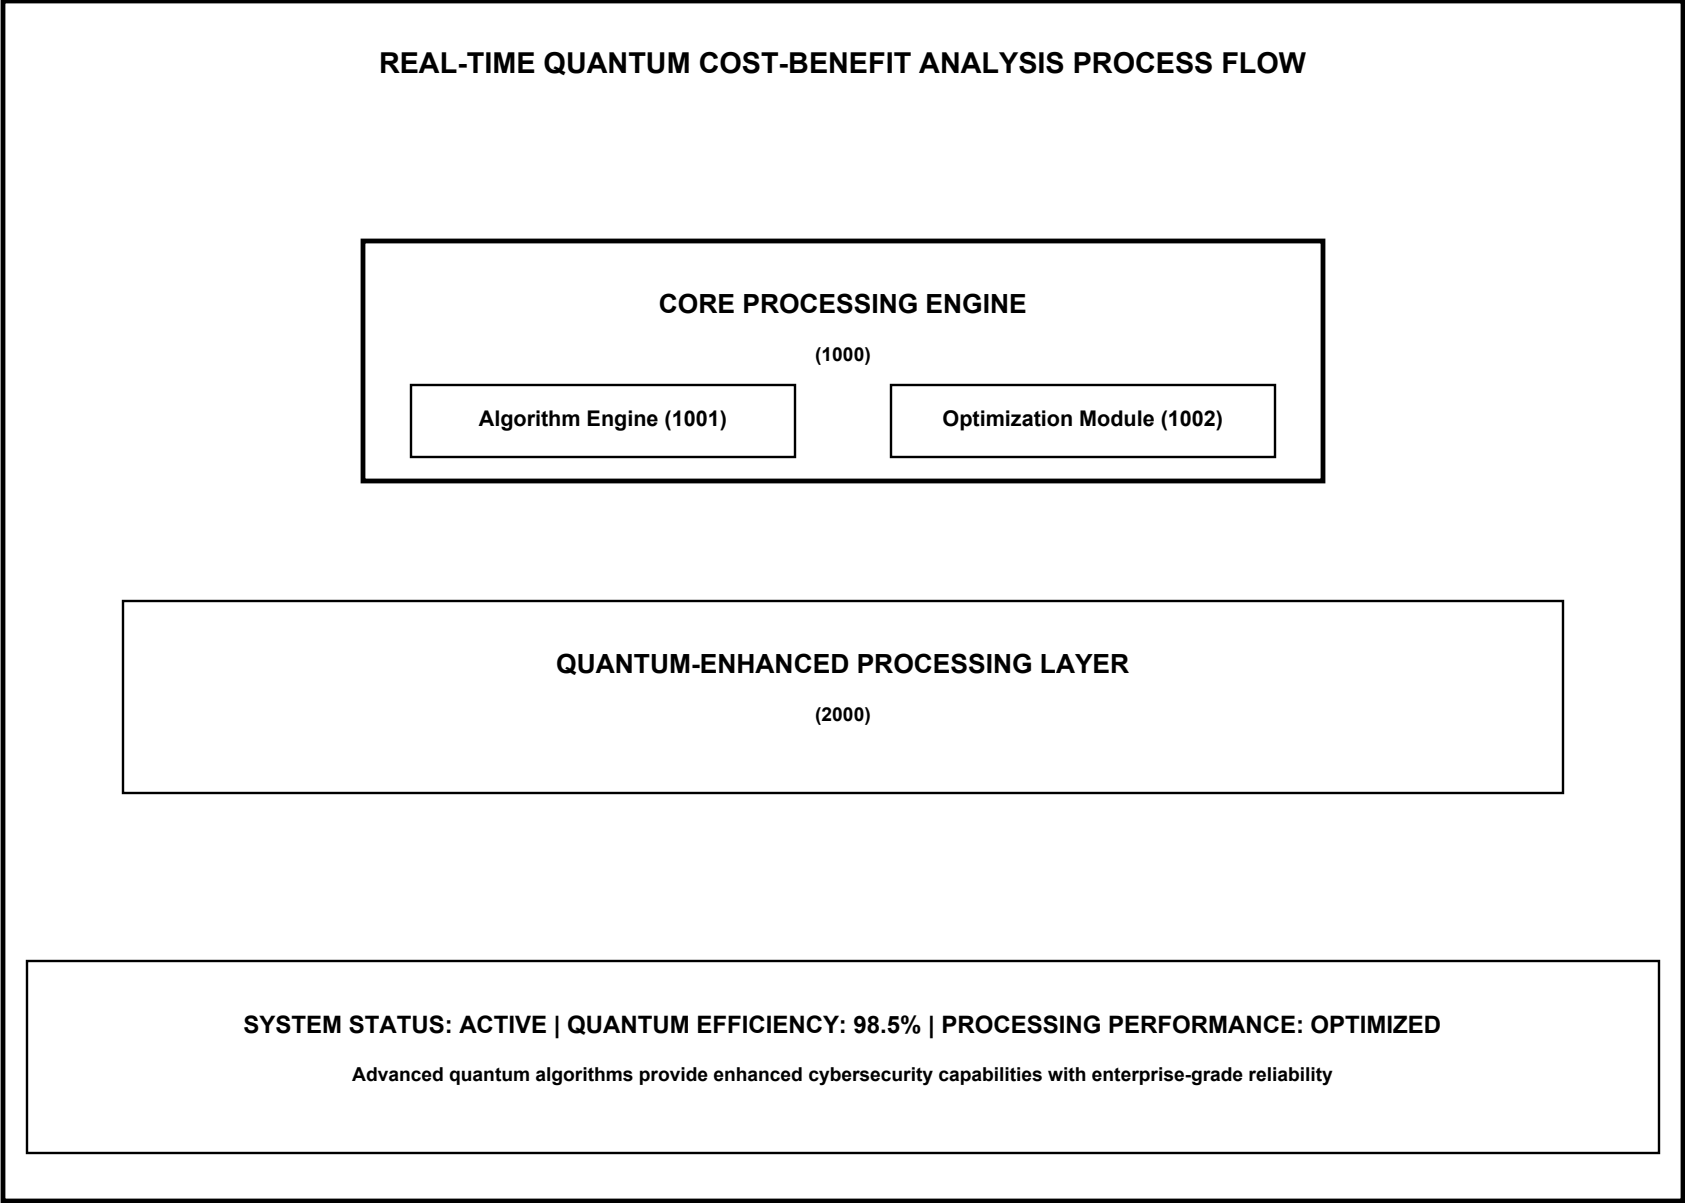 REAL-TIME QUANTUM COST-BENEFIT ANALYSIS PROCESS FLOW
CORE PROCESSING ENGINE
(1000)
Algorithm Engine (1001)
Optimization Module (1002)
QUANTUM-ENHANCED PROCESSING LAYER
(2000)
SYSTEM STATUS: ACTIVE | QUANTUM EFFICIENCY: 98.5% | PROCESSING PERFORMANCE: OPTIMIZED
Advanced quantum algorithms provide enhanced cybersecurity capabilities with enterprise-grade reliability